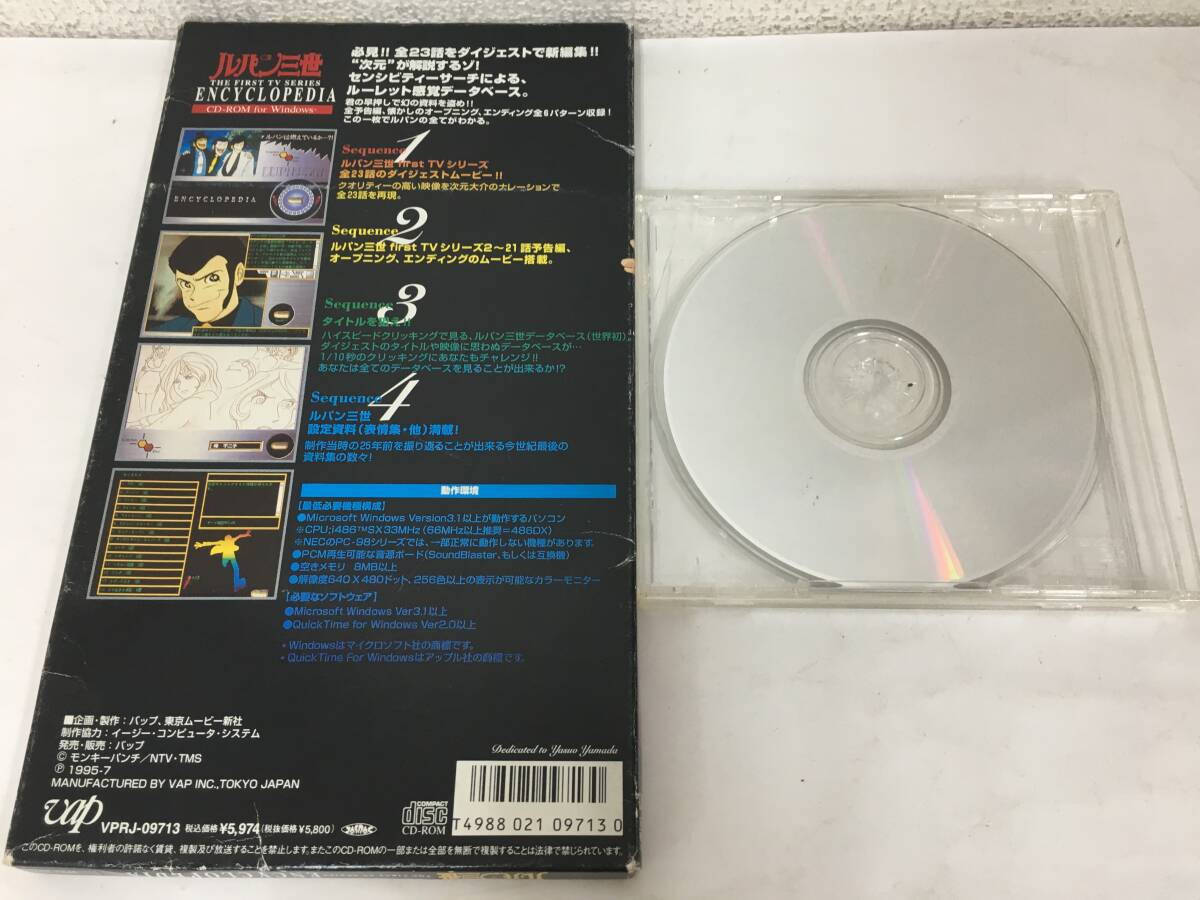 ルパン三世
THE FIRST TV SERIES
ENCYCLOPEDIA
CD-ROM for Windows
必見!! 全23話をダイジェストで新編集!!
"次元"が解説するゾ!
センシビティーサーチによる、
ルーレット感覚データベース。
君の早押しで幻の資料を盗め!!
全予告編、懐かしのオープニング、エンディング全6パターン収録!
この一枚でルパンの全てがわかる。
ルパンは燃えているか…?!
ENCYCLOPEDIA
Sequence 1
ルパン三世 first TVシリーズ
全23話のダイジェストムービー!!
クオリティーの高い映像を次元大介のナレーションで
全23話を再現。
Sequence 2
ルパン三世 first TVシリーズ2〜21話予告編、
オープニング、エンディングのムービー搭載。
Sequence 3
タイトルを狙え!!
ハイスピードクリッキングで見る、ルパン三世データベース(世界初)
ダイジェストのタイトルや映像に思わぬデータベースが…
1/10秒のクリッキングにあなたもチャレンジ!!
あなたは全てのデータベースを見ることが出来るか!?
Sequence 4
ルパン三世
設定資料(表情集・他)満載!
制作当時の25年前を振り返ることが出来る今世紀最後の
資料集の数々!
動作環境
【最低必要機種構成】
●Microsoft Windows Version3.1以上が動作するパソコン
※CPU;i486™SX33MHz(66MHz以上推奨=486DX)
※NECのPC-98シリーズでは、一部正常に動作しない機種があります。
●PCM再生可能な音源ボード(SoundBlaster、もしくは互換機)
●空きメモリ 8MB以上
●解像度640×480ドット、256色以上の表示が可能なカラーモニター
【必要なソフトウェア】
●Microsoft Windows Ver3.1以上
●QuickTime for Windows Ver2.0以上
・Windowsはマイクロソフト社の商標です。
・QuickTime For Windowsはアップル社の商標です。
■企画・製作：バップ、東京ムービー新社
制作協力：イージー・コンピュータ・システム
発売・販売：バップ
© モンキーパンチ/NTV・TMS
℗ 1995-7
MANUFACTURED BY VAP INC.,TOKYO JAPAN
Dedicated to Yasuo Yamada
vap
VPRJ-09713 税込価格¥5,974(税抜価格¥5,800)
COMPACT
disc
CD-ROM
T4988 021 09713 0
このCD-ROMを、権利者の許諾なく賃貸、複製及び放送することを禁止します。またこのCD-ROMの一部または全部を無断で複製することは法律で禁じられています。
ルパン三世